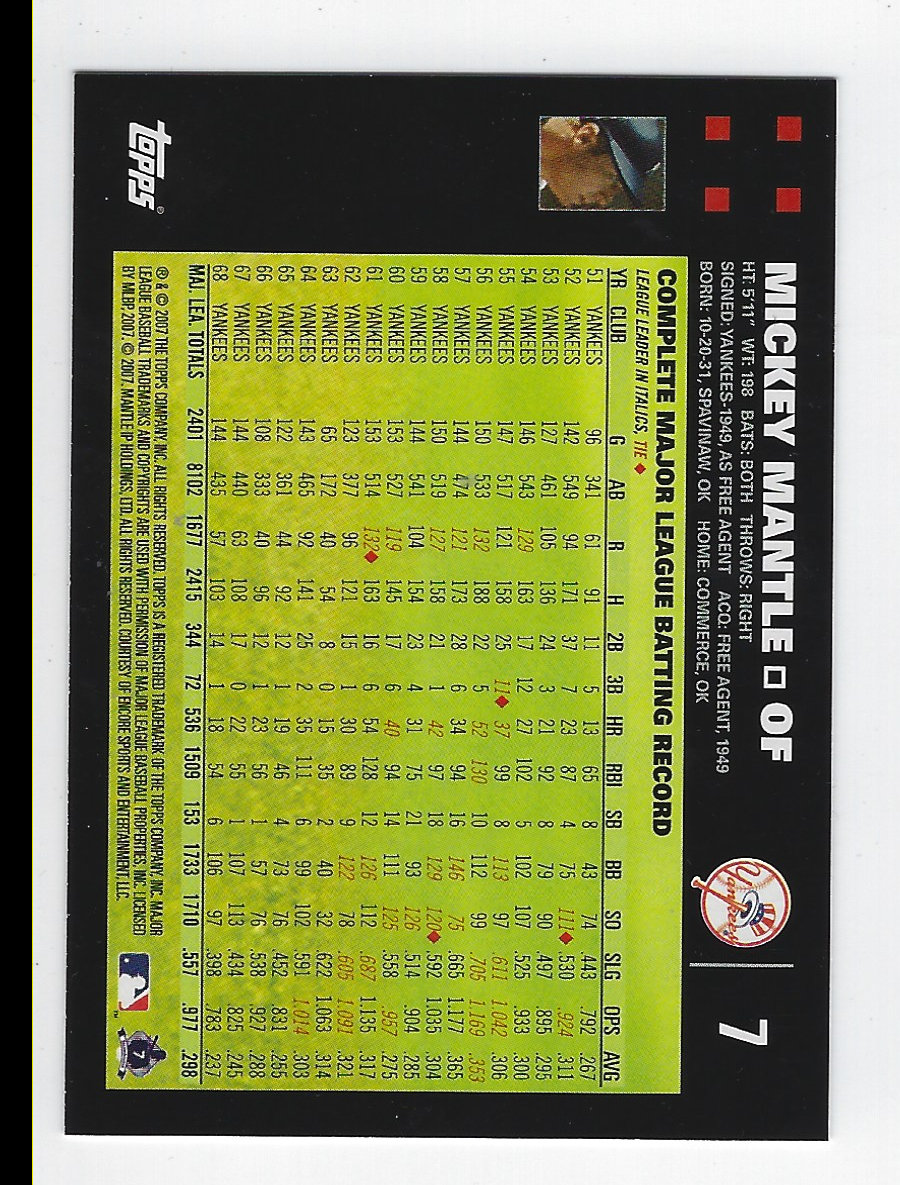 MICKEY MANTLE □ OF
7
HT: 5'11" WT: 198 BATS: BOTH THROWS: RIGHT
SIGNED: YANKEES-1949, AS FREE AGENT ACQ: FREE AGENT, 1949
BORN: 10-20-31, SPAVINAW, OK HOME: COMMERCE, OK
Yankees
COMPLETE MAJOR LEAGUE BATTING RECORD
LEAGUE LEADER IN ITALICS, TIE ♦
YR CLUB G AB R H 2B 3B HR RBI SB BB SO SLG OPS AVG
51 YANKEES 96 341 61 91 11 5 13 65 8 43 74 .443 .792 .267
52 YANKEES 142 549 94 171 37 7 23 87 4 75 111♦ .530 .924 .311
53 YANKEES 127 461 105 136 24 3 21 92 8 79 90 .497 .895 .295
54 YANKEES 146 543 129 163 17 12 27 102 5 102 107 .525 .933 .300
55 YANKEES 147 517 121 158 25 11♦ 37 99 8 113 97 .611 1.042 .306
56 YANKEES 150 533 132 188 22 5 52 130 10 112 99 .705 1.169 .353
57 YANKEES 144 474 121 173 28 6 34 94 16 146 75 .665 1.177 .365
58 YANKEES 150 519 127 158 21 1 42 97 18 129 120♦ .592 1.035 .304
59 YANKEES 144 541 104 154 23 4 31 75 21 93 126 .514 .904 .285
60 YANKEES 153 527 119 145 17 6 40 94 14 111 125 .558 .957 .275
61 YANKEES 153 514 132♦ 163 16 6 54 128 12 126 112 .687 1.135 .317
62 YANKEES 123 377 96 121 15 1 30 89 9 122 78 .605 1.091 .321
63 YANKEES 65 172 40 54 8 0 15 35 2 40 32 .622 1.063 .314
64 YANKEES 143 465 92 141 25 2 35 111 6 99 102 .591 1.014 .303
65 YANKEES 122 361 44 92 12 1 19 46 4 73 76 .452 .831 .255
66 YANKEES 108 333 40 96 12 1 23 56 1 57 76 .538 .927 .288
67 YANKEES 144 440 63 108 17 0 22 55 1 107 113 .434 .825 .245
68 YANKEES 144 435 57 103 14 1 18 54 6 106 97 .398 .783 .237
MAJ. LEA. TOTALS 2401 8102 1677 2415 344 72 536 1509 153 1733 1710 .557 .977 .298
® & © 2007 THE TOPPS COMPANY, INC. ALL RIGHTS RESERVED. TOPPS IS A REGISTERED TRADEMARK OF THE TOPPS COMPANY, INC. MAJOR
LEAGUE BASEBALL TRADEMARKS AND COPYRIGHTS ARE USED WITH PERMISSION OF MAJOR LEAGUE BASEBALL PROPERTIES, INC. LICENSED
BY MLBP, 2007. © 2007. MANTLE IP HOLDINGS, LTD. ALL RIGHTS RESERVED. COURTESY OF ENCORE SPORTS AND ENTERTAINMENT, LLC.
topps®
™
7